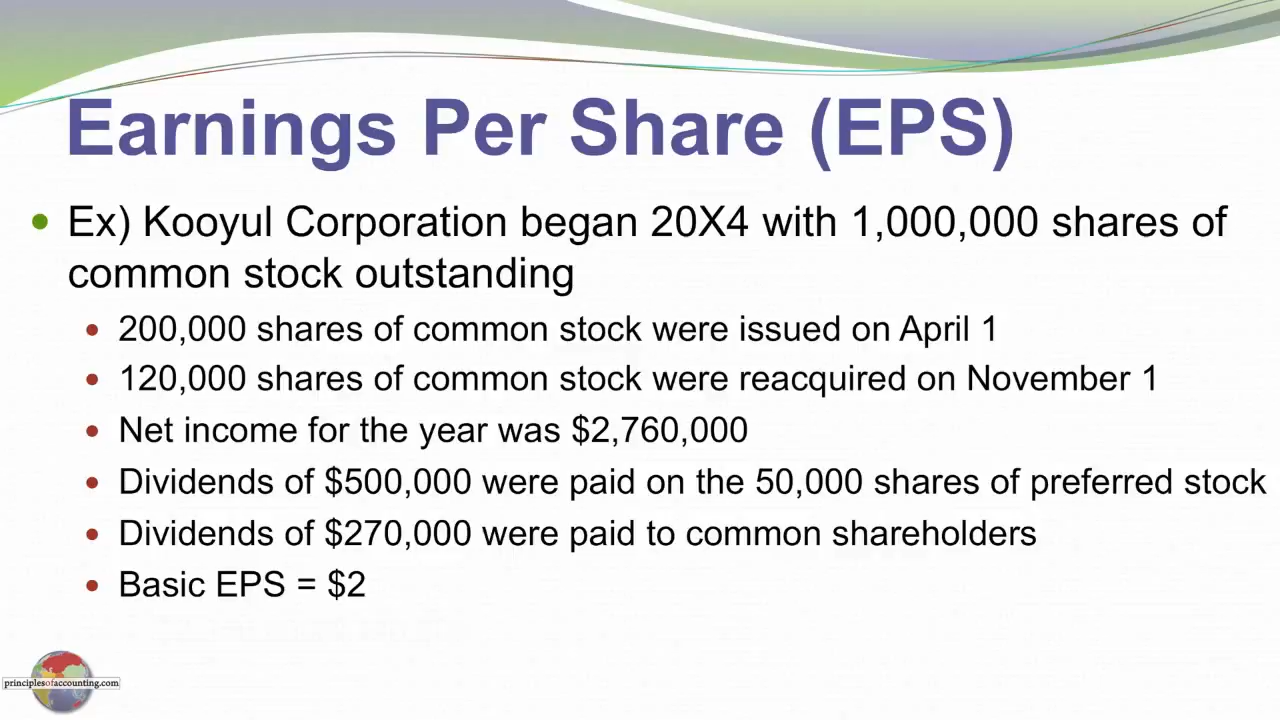 Earnings Per Share (EPS)
• Ex) Kooyul Corporation began 20X4 with 1,000,000 shares of
common stock outstanding
• 200,000 shares of common stock were issued on April 1
• 120,000 shares of common stock were reacquired on November 1
• Net income for the year was $2,760,000
• Dividends of $500,000 were paid on the 50,000 shares of preferred stock
• Dividends of $270,000 were paid to common shareholders
• Basic EPS = $2
principlesofaccounting.com